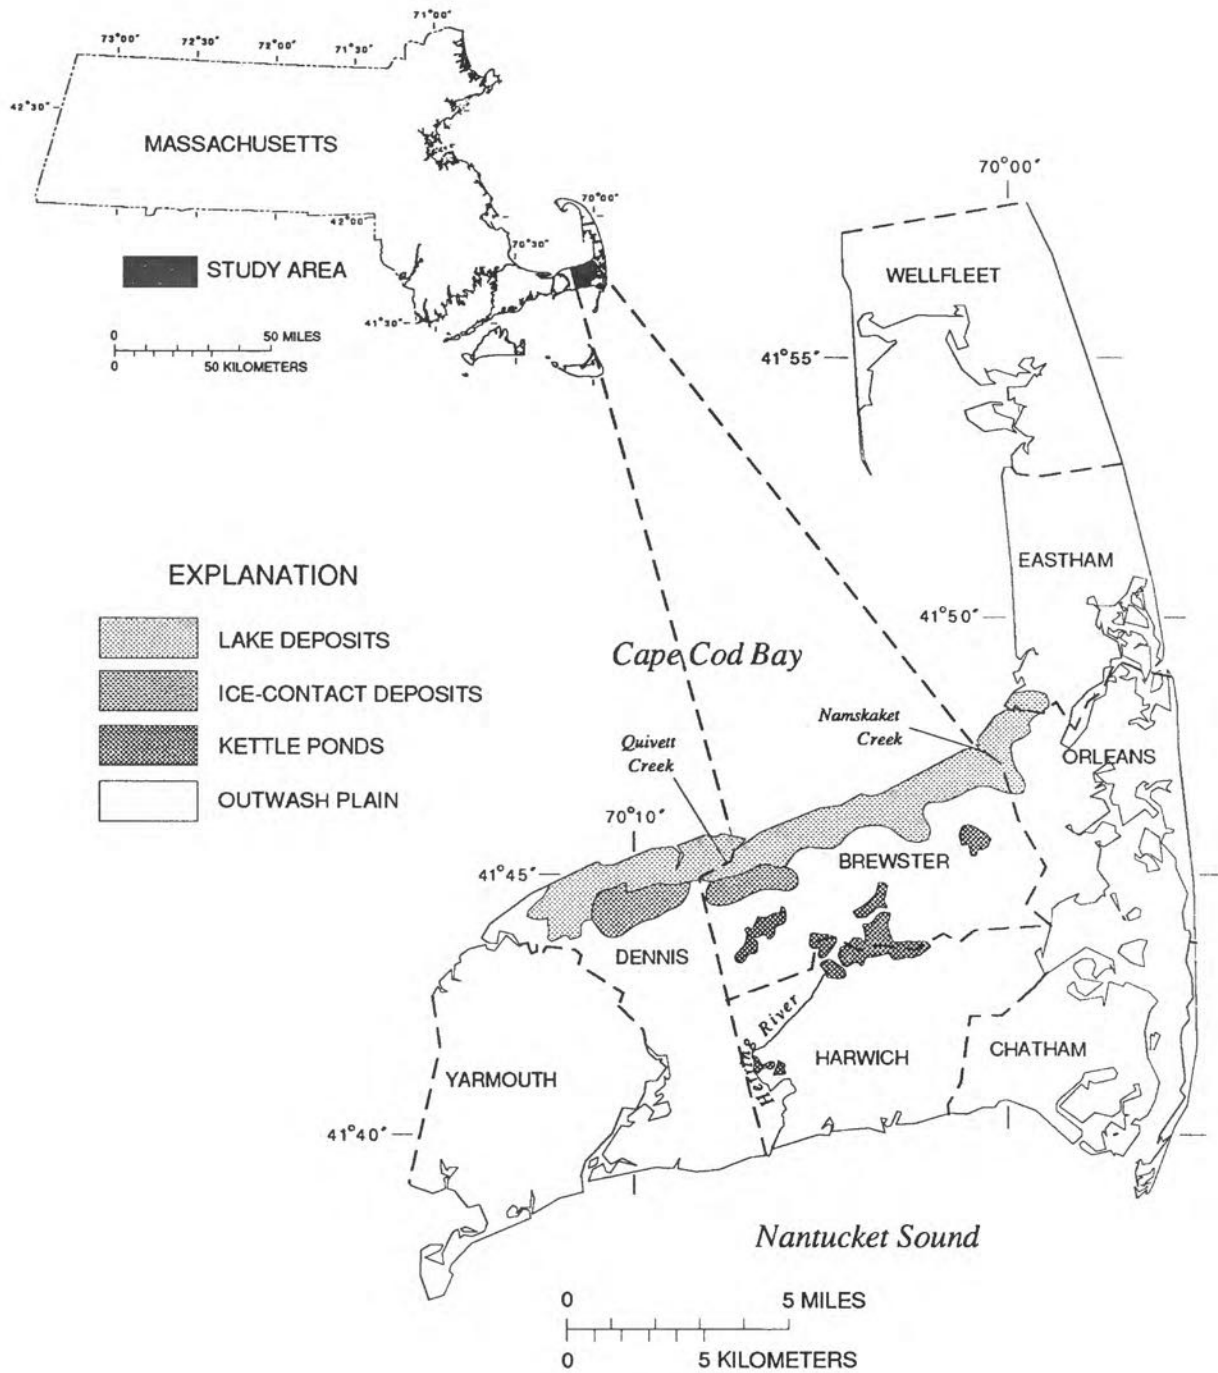 71°00'
73°00'
72°30'
72°00'
71°30'
42°30'
MASSACHUSETTS
70°00'
42°00'
70°30'
STUDY AREA
41°30'
0 50 MILES
0 50 KILOMETERS
70°00'
WELLFLEET
41°55'
EASTHAM
41°50'
EXPLANATION
LAKE DEPOSITS
ICE-CONTACT DEPOSITS
KETTLE PONDS
OUTWASH PLAIN
Cape Cod Bay
Namskaket
Creek
Quivett
Creek
ORLEANS
70°10'
BREWSTER
41°45'
DENNIS
Herring River
HARWICH
CHATHAM
YARMOUTH
41°40'
Nantucket Sound
0 5 MILES
0 5 KILOMETERS